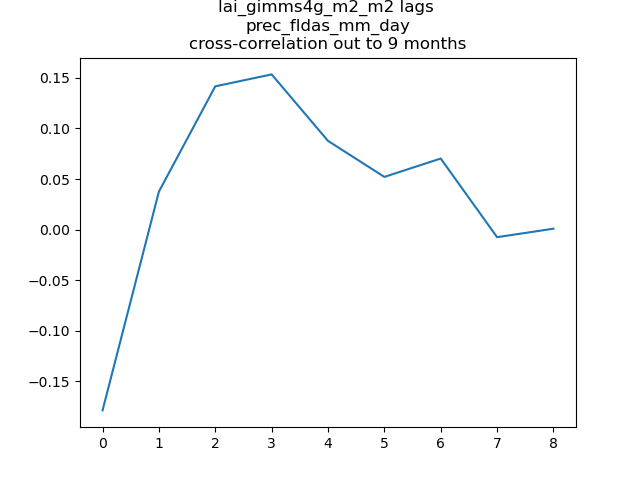 lai_gimms4g_m2_m2 lags
prec_fldas_mm_day
cross-correlation out to 9 months
0.15
0.10
0.05
0.00
−0.05
−0.10
−0.15
0 1 2 3 4 5 6 7 8